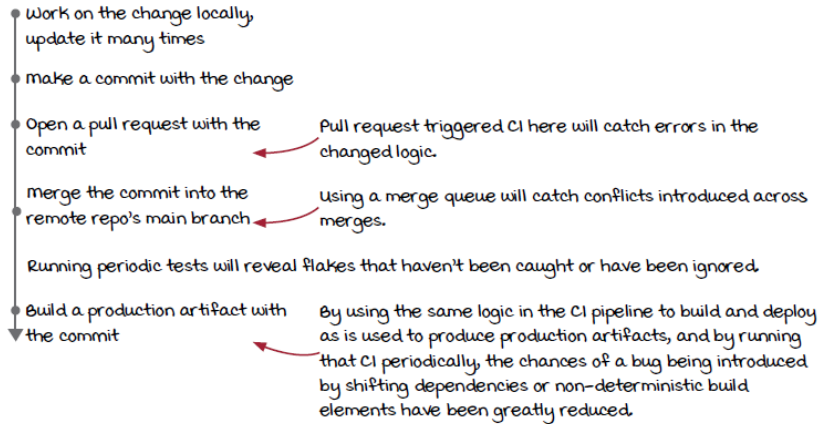 Work on the change locally,
update it many times
make a commit with the change
Open a pull request with the
commit
Pull request triggered CI here will catch errors in the
changed logic.
merge the commit into the
remote repo's main branch
Using a merge queue will catch conflicts introduced across
merges.
Running periodic tests will reveal flakes that haven't been caught or have been ignored.
Build a production artifact with
the commit
By using the same logic in the CI pipeline to build and deploy
as is used to produce production artifacts, and by running
that CI periodically, the chances of a bug being introduced
by shifting dependencies or non-deterministic build
elements have been greatly reduced.